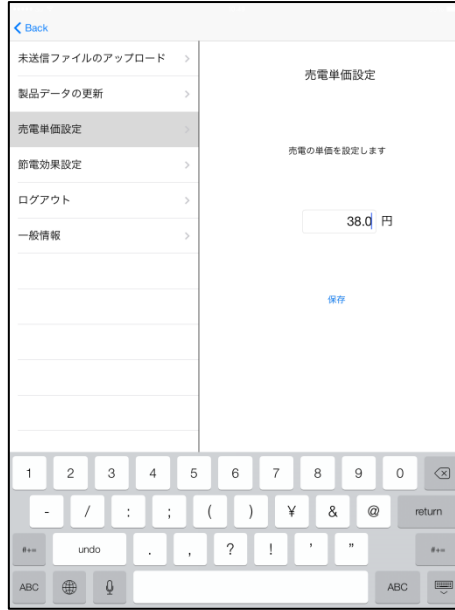 Back
未送信ファイルのアップロード
製品データの更新
売電単価設定
節電効果設定
ログアウト
一般情報
売電単価設定
売電の単価を設定します
38.0 円
保存
1 2 3 4 5 6 7 8 9 0
- / : ; ( ) ¥ & @ return
#+= undo . , ? ! ' " #+=
ABC ABC